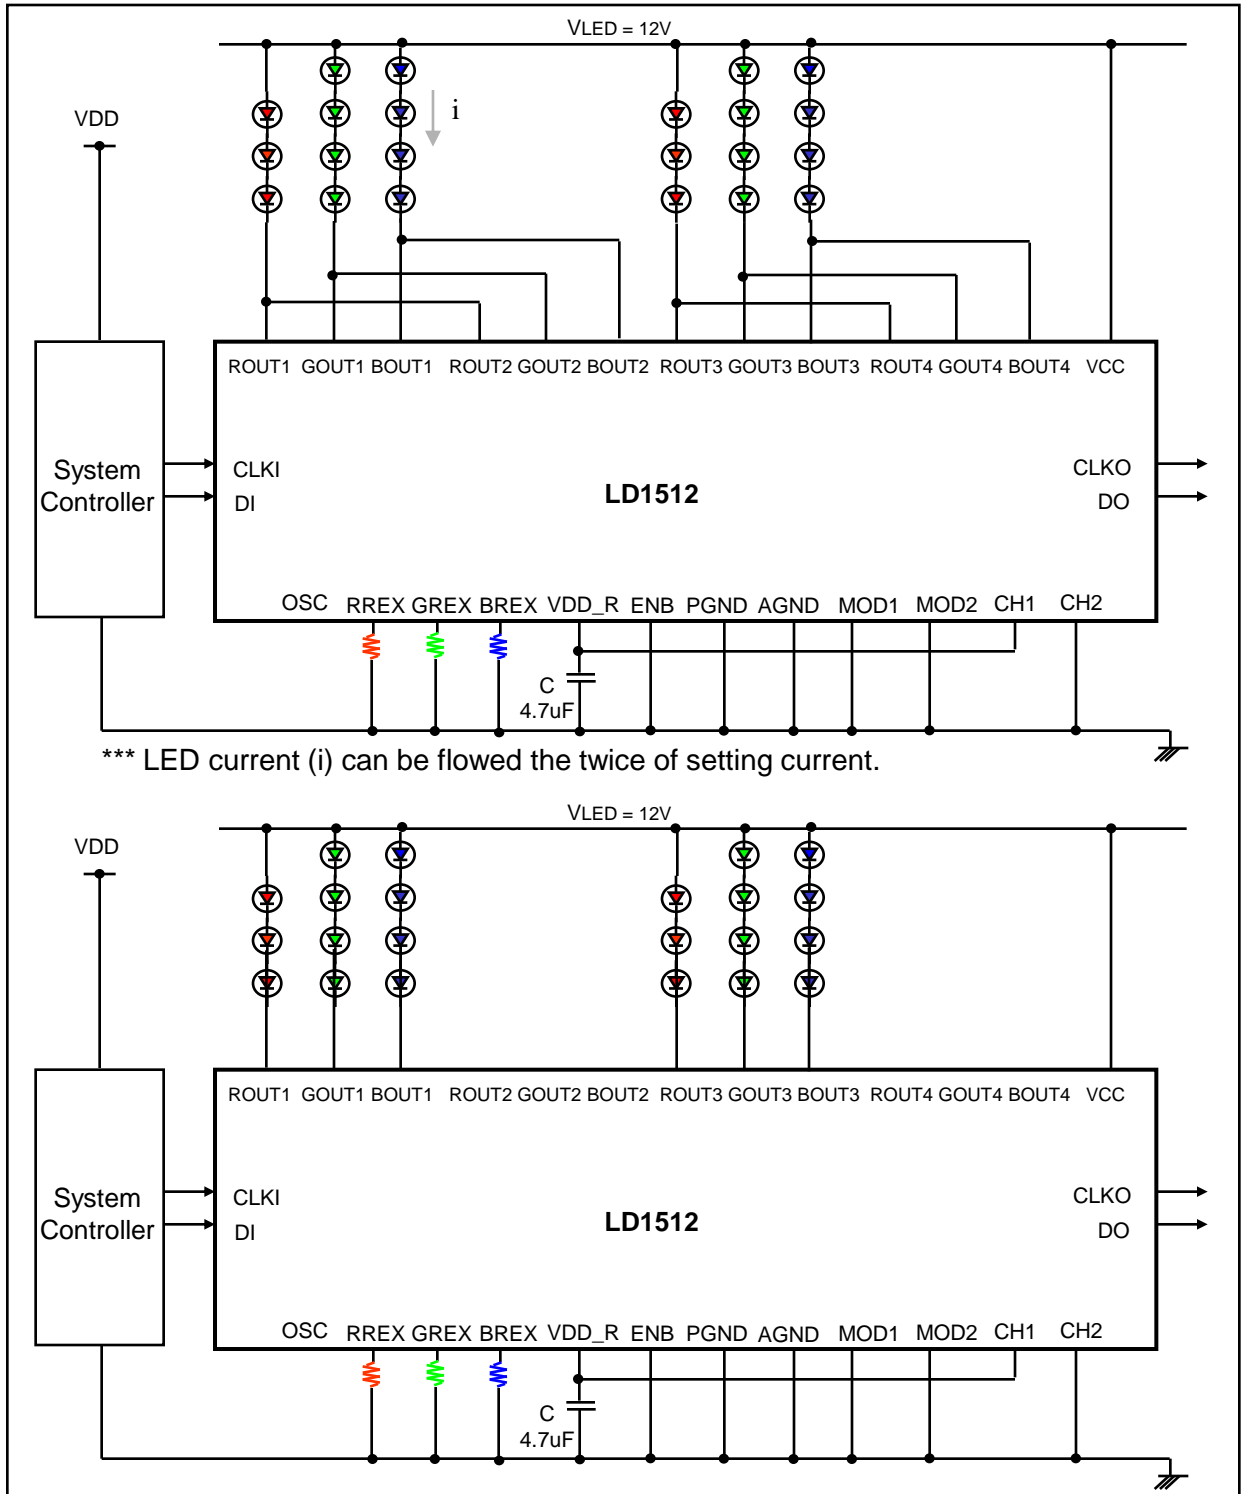 VLED = 12V
i
VDD
ROUT1 GOUT1 BOUT1 ROUT2 GOUT2 BOUT2 ROUT3 GOUT3 BOUT3 ROUT4 GOUT4 BOUT4 VCC
System
Controller
CLKI
DI
LD1512
CLKO
DO
OSC RREX GREX BREX VDD_R ENB PGND AGND MOD1 MOD2 CH1 CH2
C
4.7uF
*** LED current (i) can be flowed the twice of setting current.
VLED = 12V
VDD
ROUT1 GOUT1 BOUT1 ROUT2 GOUT2 BOUT2 ROUT3 GOUT3 BOUT3 ROUT4 GOUT4 BOUT4 VCC
System
Controller
CLKI
DI
LD1512
CLKO
DO
OSC RREX GREX BREX VDD_R ENB PGND AGND MOD1 MOD2 CH1 CH2
C
4.7uF